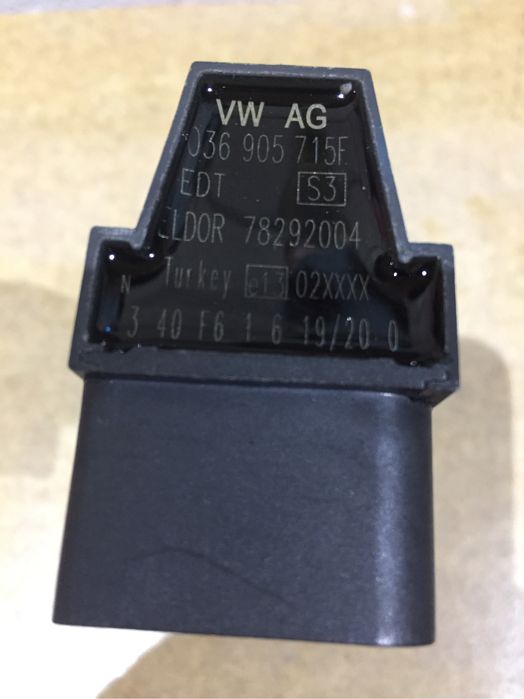 VW AG
036 905 715F
EDT S3
ELDOR 78292004
N Turkey e13 02XXXX
3 40 F6 1 6 19/20 0